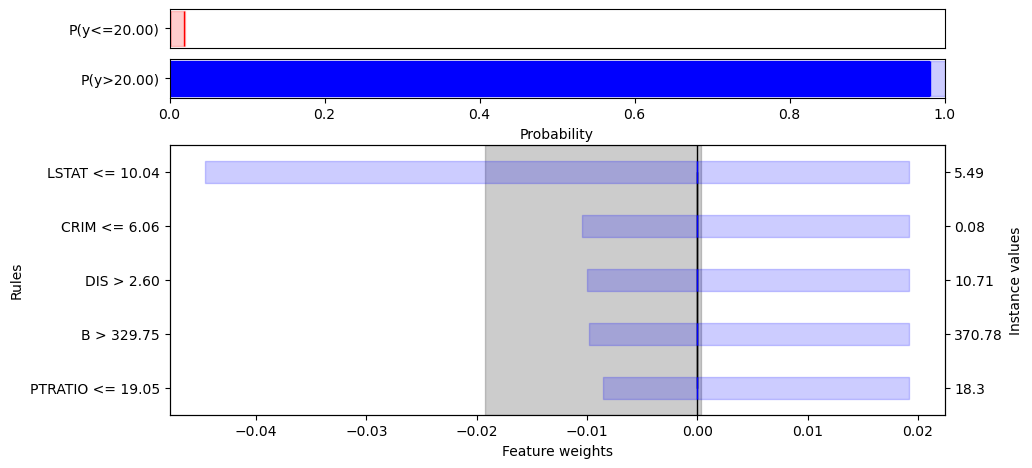 P(y<=20.00)
P(y>20.00)
0.0 0.2 0.4 0.6 0.8 1.0
Probability
LSTAT <= 10.04 5.49
CRIM <= 6.06 0.08
DIS > 2.60 10.71
B > 329.75 370.78
PTRATIO <= 19.05 18.3
Rules
Instance values
−0.04 −0.03 −0.02 −0.01 0.00 0.01 0.02
Feature weights